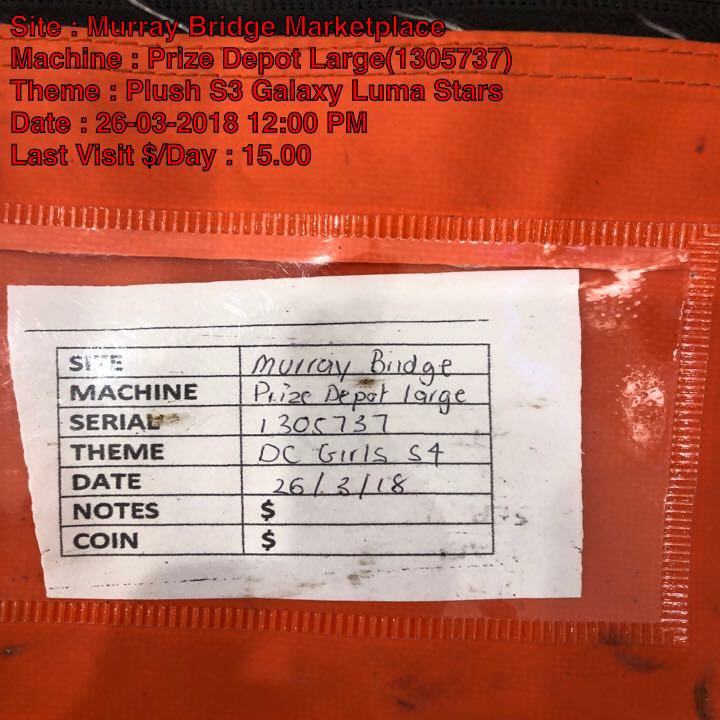 Site : Murray Bridge Marketplace
Machine : Prize Depot Large(1305737)
Theme : Plush S3 Galaxy Luma Stars
Date : 26-03-2018 12:00 PM
Last Visit $/Day : 15.00
SITE Murray Bridge
MACHINE Prize Depot large
SERIAL 1305737
THEME DC Girls S4
DATE 26/3/18
NOTES $
COIN $